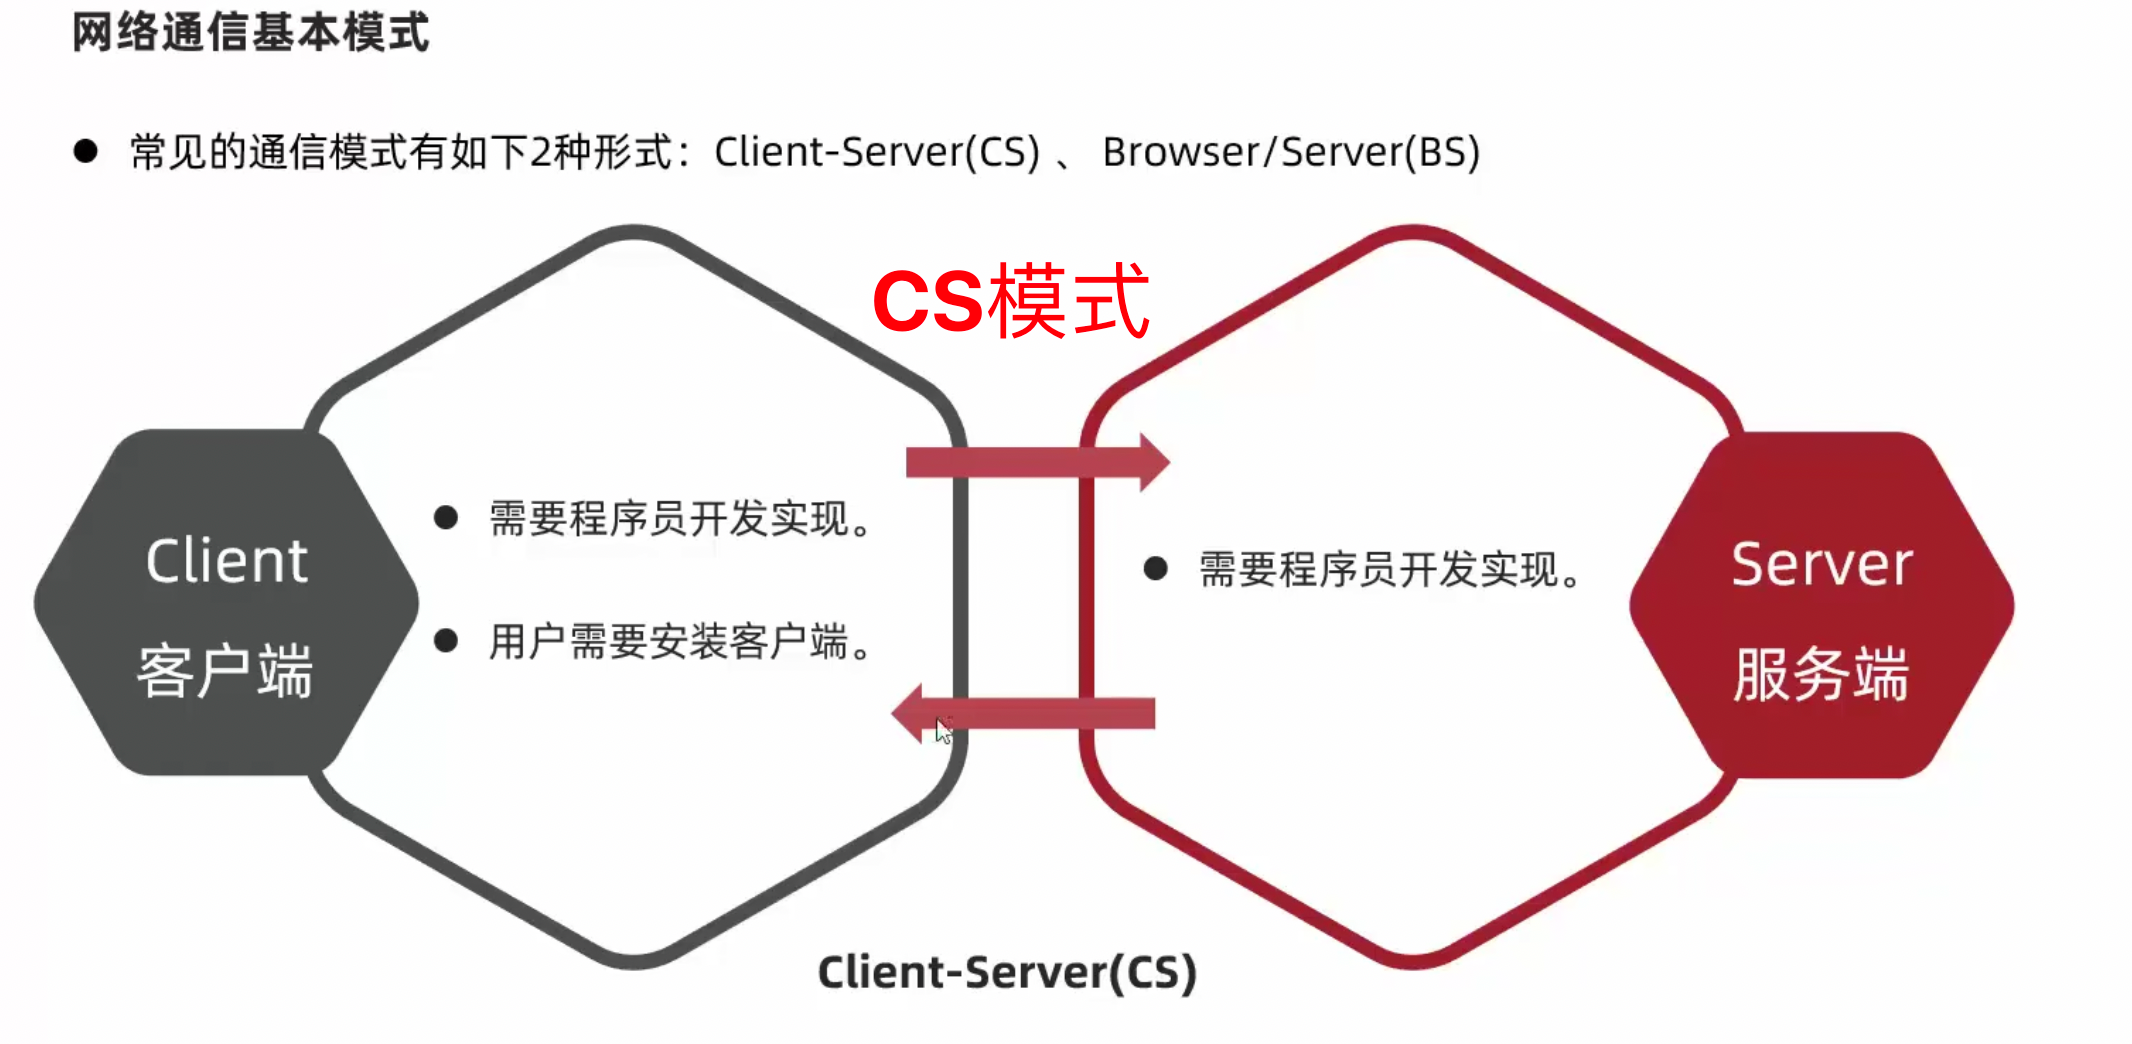 网络通信基本模式
● 常见的通信模式有如下2种形式：Client-Server(CS) 、 Browser/Server(BS)
CS模式
Client
客户端
● 需要程序员开发实现。
● 用户需要安装客户端。
● 需要程序员开发实现。
Server
服务端
Client-Server(CS)